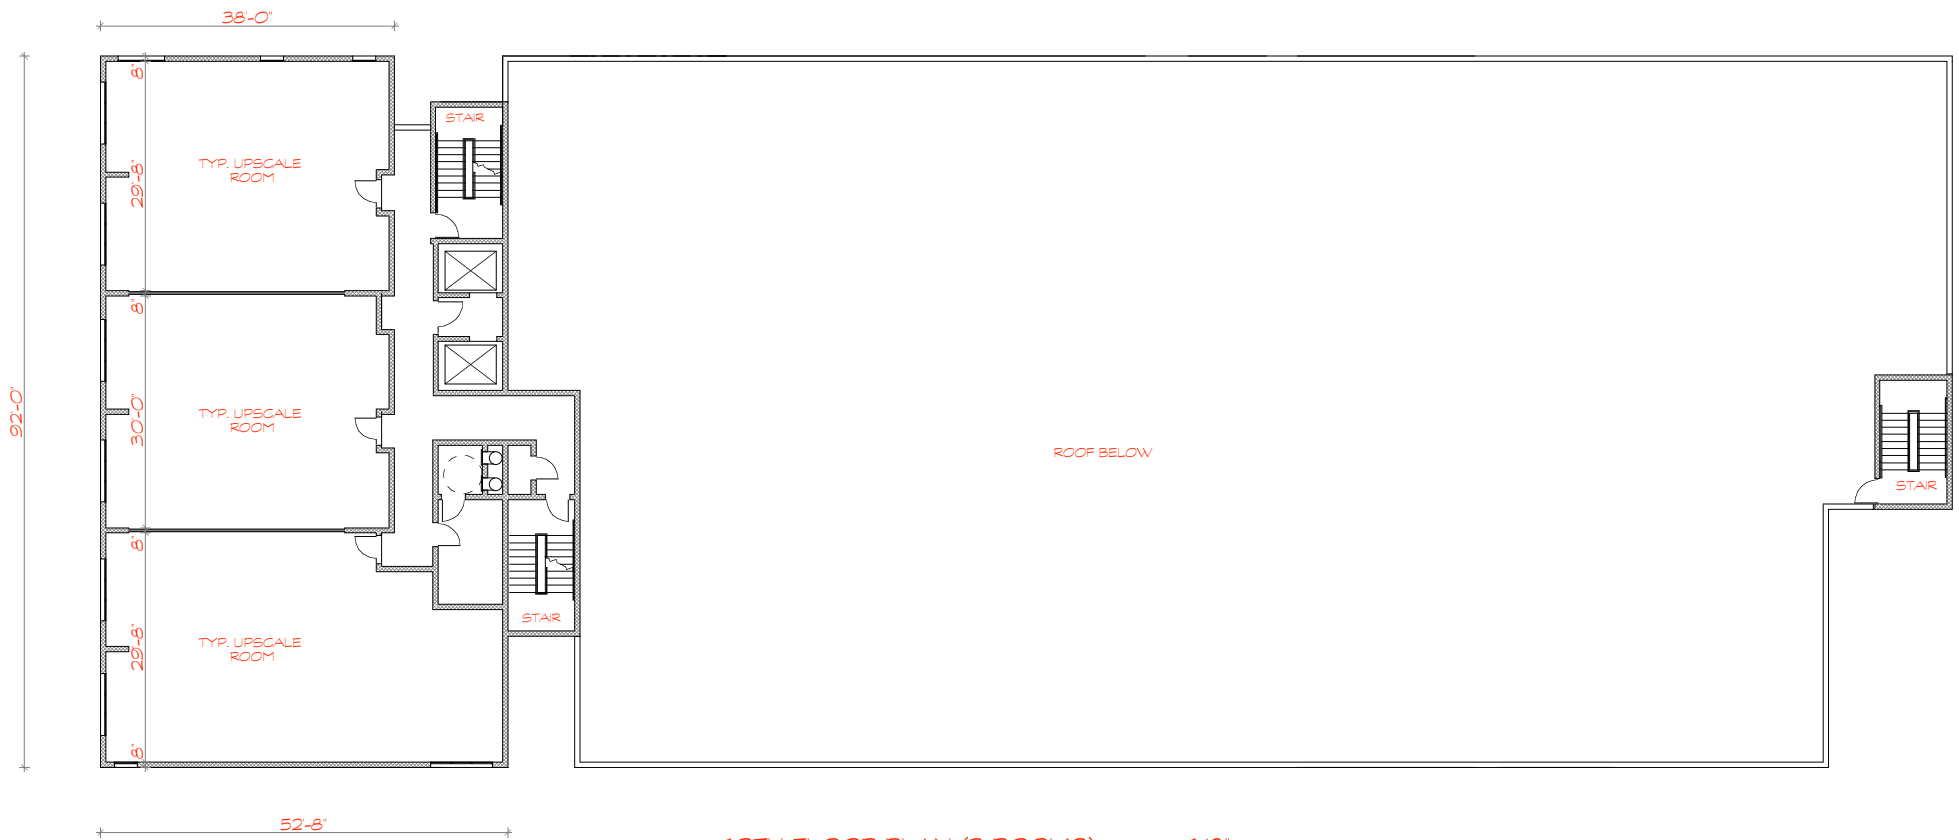 38'-0"
8"
STAIR
TYP. UPSCALE
ROOM
29'-8"
8"
92'-0"
30'-0"
TYP. UPSCALE
ROOM
ROOF BELOW
STAIR
8"
STAIR
29'-8"
TYP. UPSCALE
ROOM
8"
52'-8"